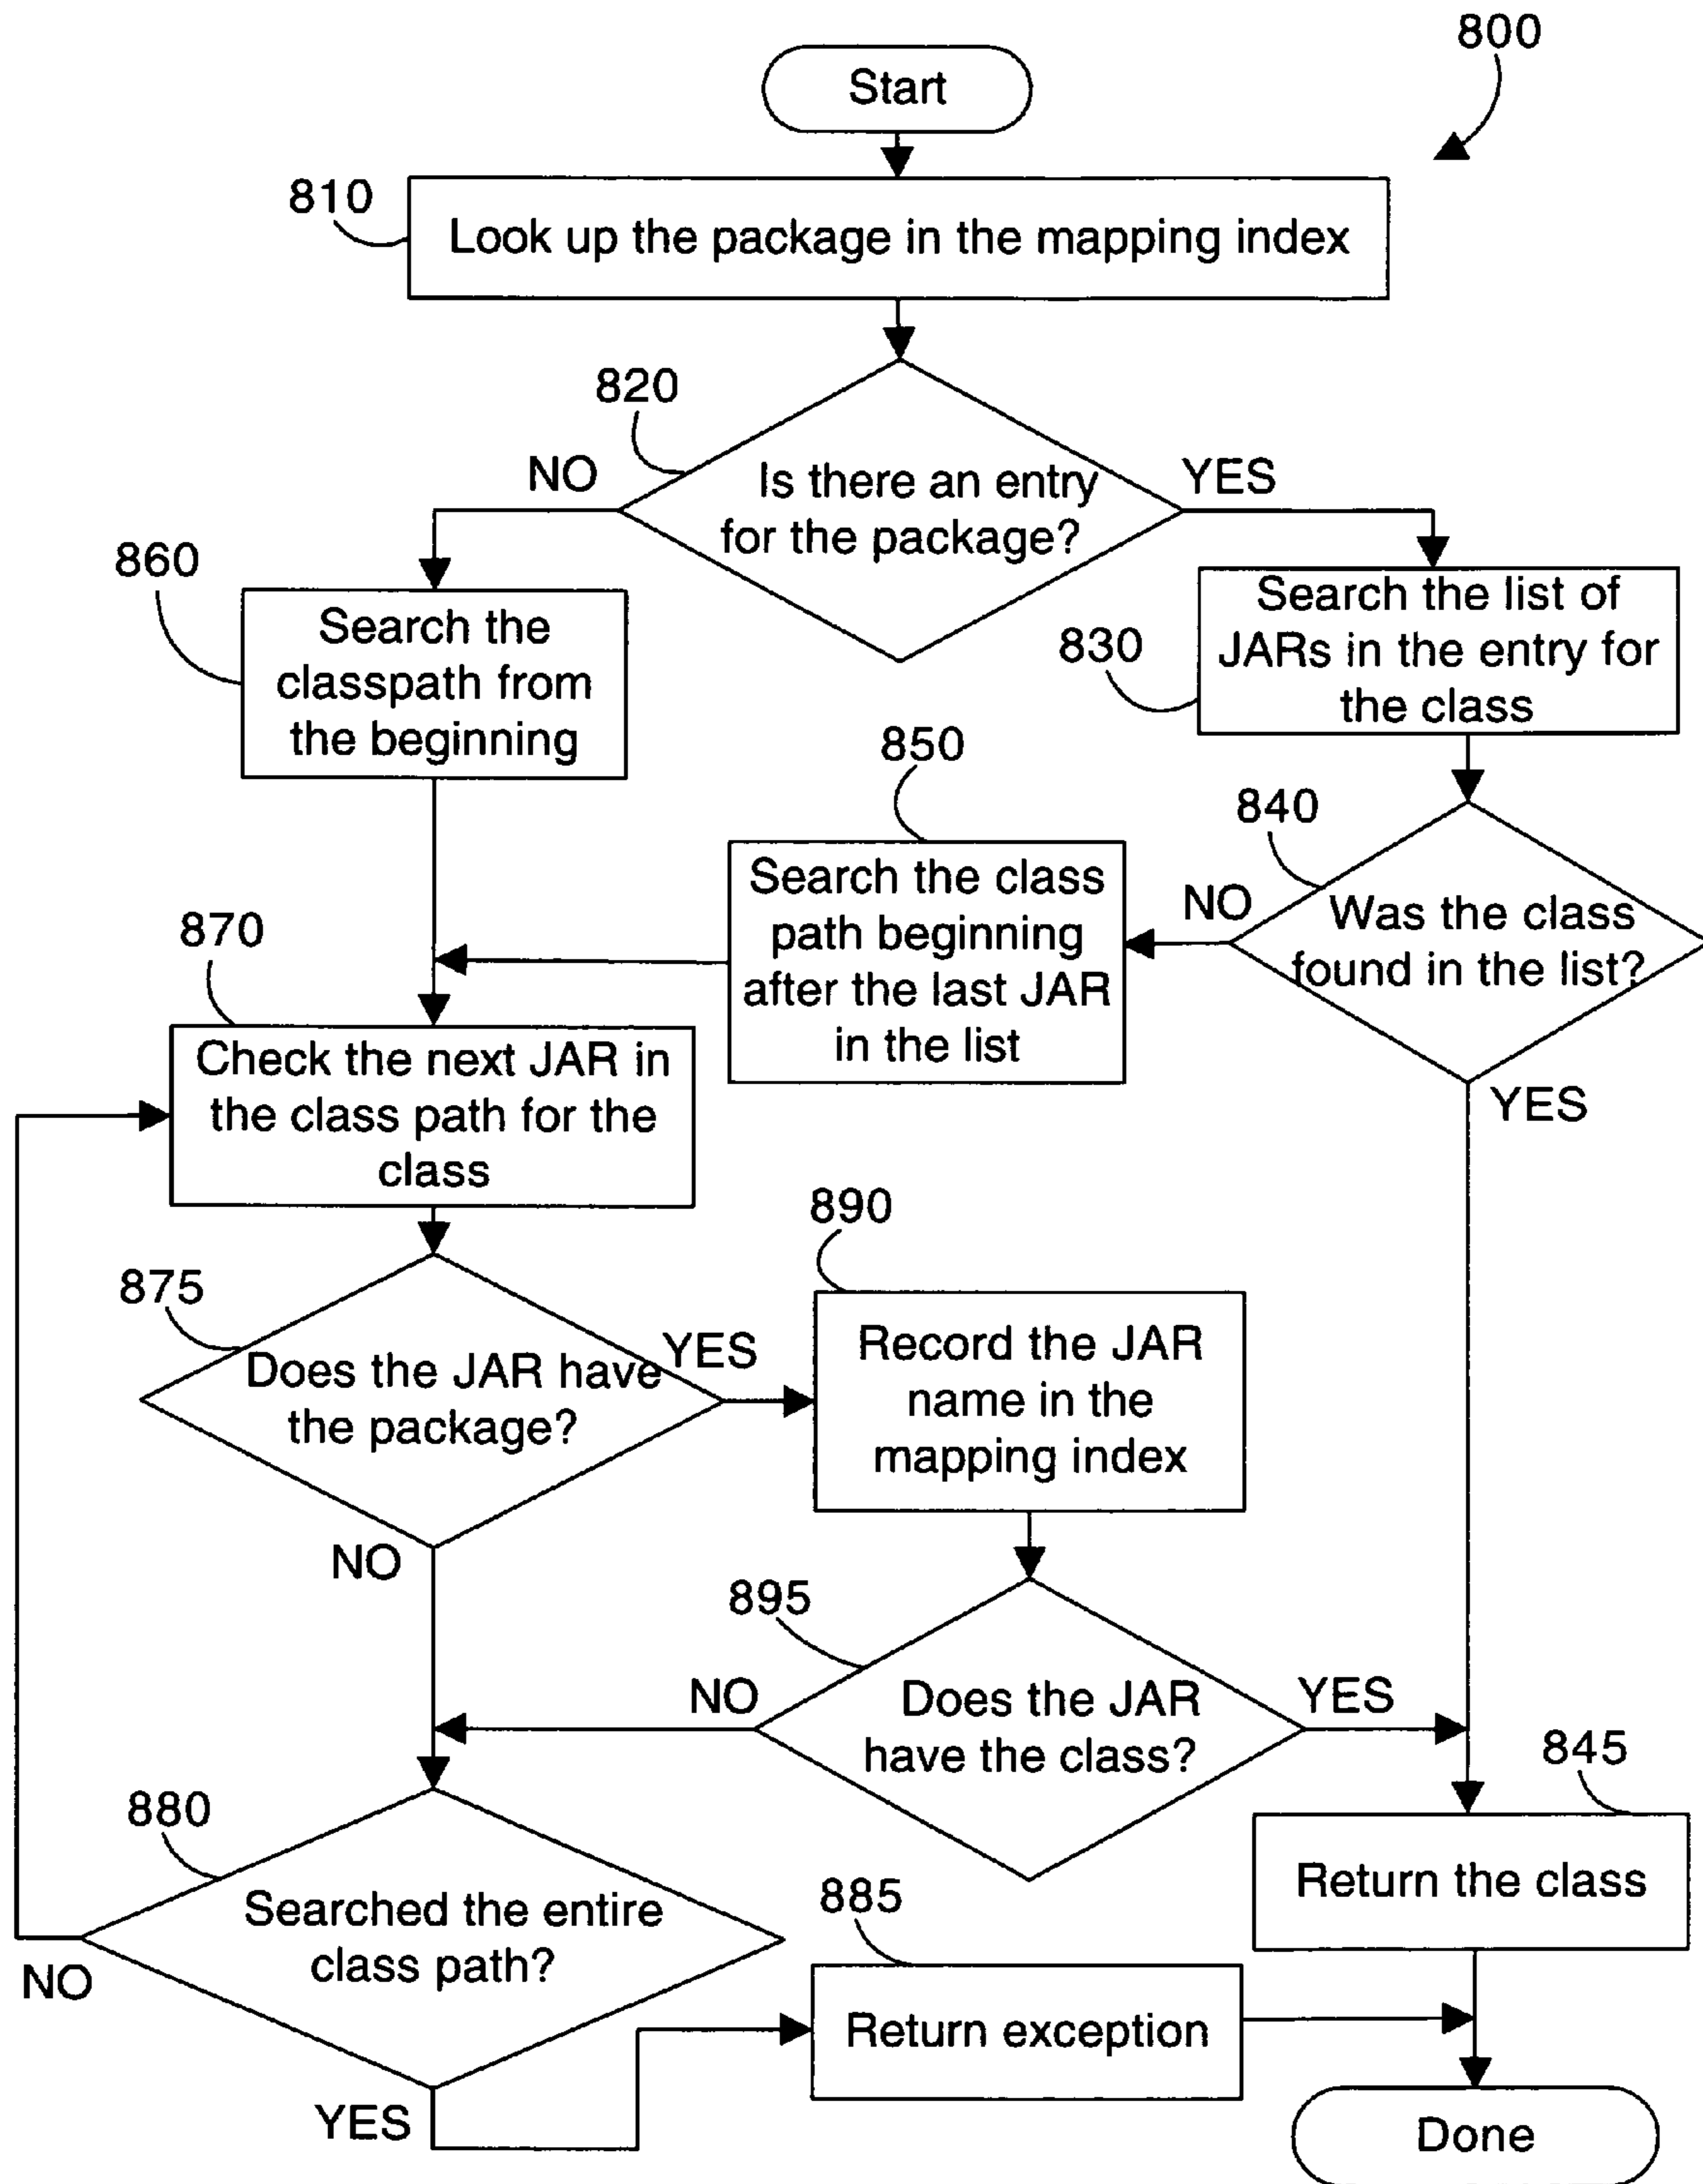 800
Start
810
Look up the package in the mapping index
820
NO
YES
Is there an entry
for the package?
860
Search the
classpath from
the beginning
830
Search the list of
JARs in the entry for
the class
850
Search the class
path beginning
after the last JAR
in the list
840
NO
Was the class
found in the list?
YES
870
Check the next JAR in
the class path for the
class
875
Does the JAR have
the package?
YES
NO
890
Record the JAR
name in the
mapping index
895
NO
Does the JAR
have the class?
YES
845
Return the class
880
Searched the entire
class path?
NO
YES
885
Return exception
Done